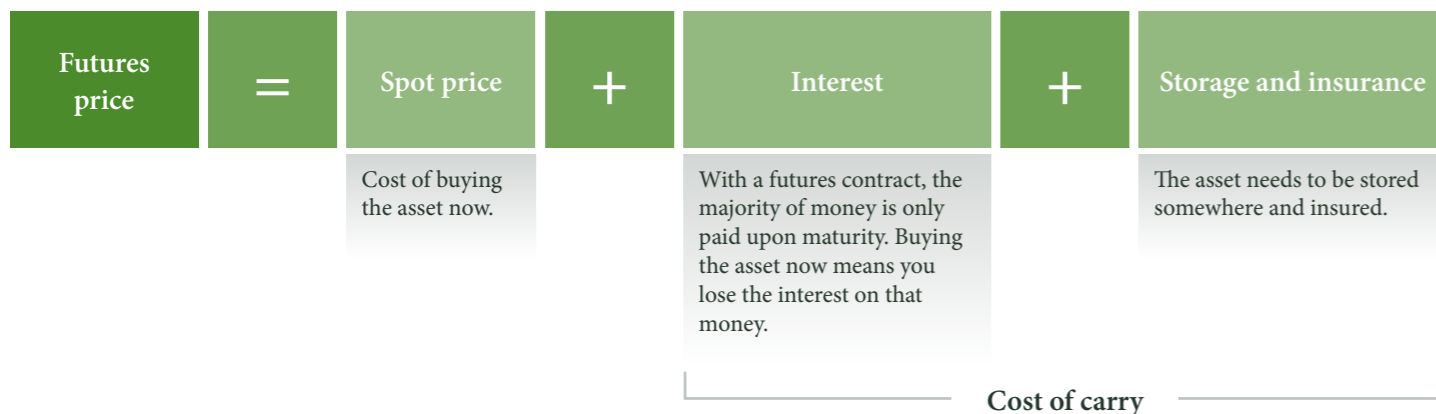 Futures
price
=
Spot price
+
Interest
+
Storage and insurance
Cost of buying
the asset now.
With a futures contract, the
majority of money is only
paid upon maturity. Buying
the asset now means you
lose the interest on that
money.
The asset needs to be stored
somewhere and insured.
Cost of carry